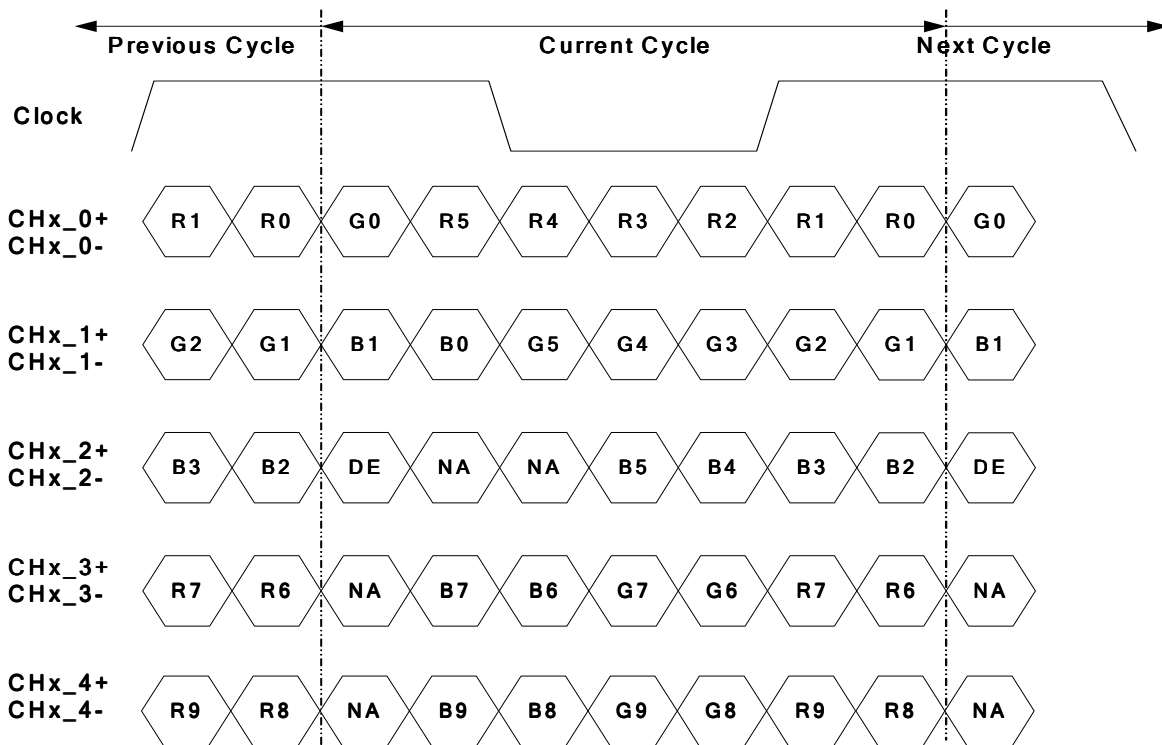 Previous Cycle Current Cycle Next Cycle
Clock
CHx_0+
CHx_0-
R1 R0 G0 R5 R4 R3 R2 R1 R0 G0
CHx_1+
CHx_1-
G2 G1 B1 B0 G5 G4 G3 G2 G1 B1
CHx_2+
CHx_2-
B3 B2 DE NA NA B5 B4 B3 B2 DE
CHx_3+
CHx_3-
R7 R6 NA B7 B6 G7 G6 R7 R6 NA
CHx_4+
CHx_4-
R9 R8 NA B9 B8 G9 G8 R9 R8 NA